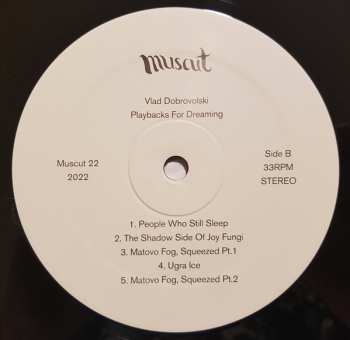 muscut
Vlad Dobrovolski
Playbacks For Dreaming
Muscut 22
2022
Side B
33RPM
STEREO
1. People Who Still Sleep
2. The Shadow Side Of Joy Fungi
3. Matovo Fog, Squeezed Pt.1
4. Ugra Ice
5. Matovo Fog, Squeezed Pt.2